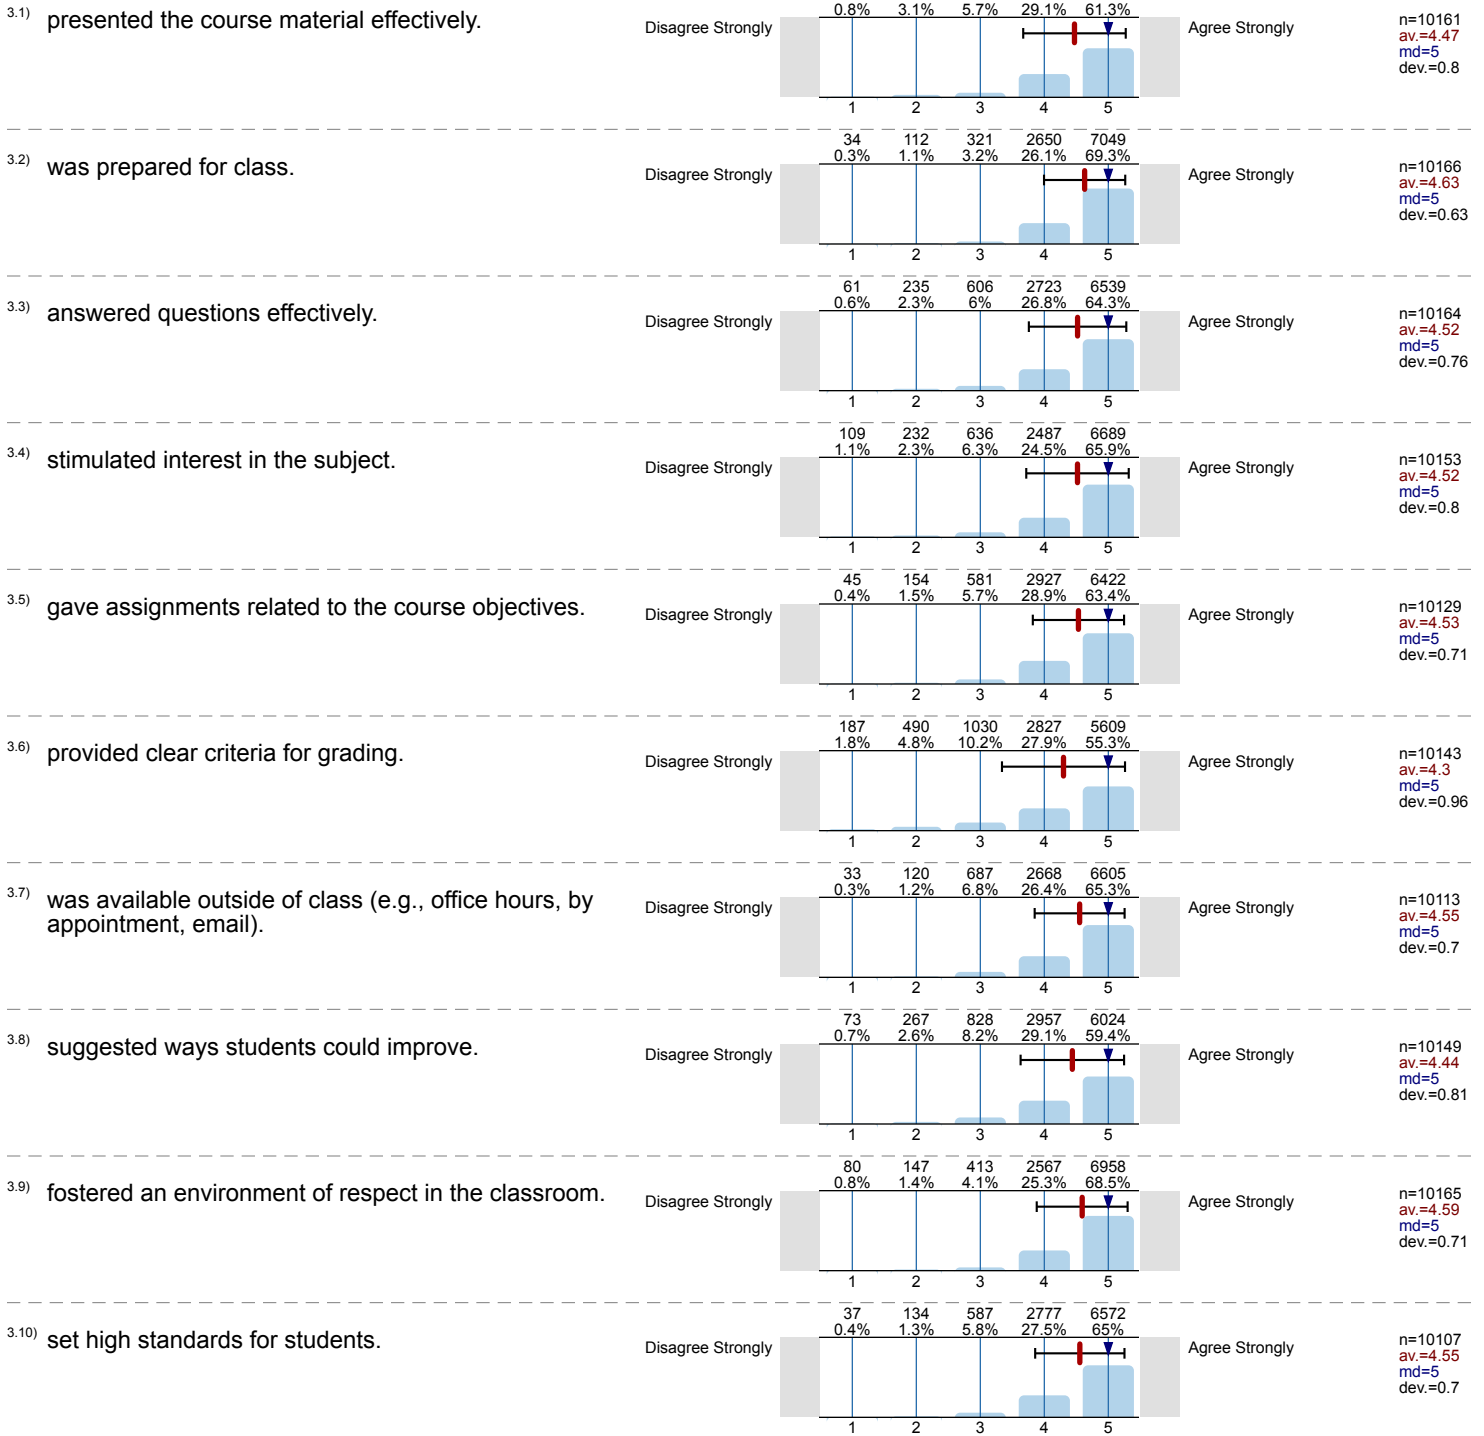 0.8% 3.1% 5.7% 29.1% 61.3%
3.1) presented the course material effectively.
Disagree Strongly Agree Strongly
n=10161
av.=4.47
md=5
dev.=0.8
1 2 3 4 5
34 112 321 2650 7049
0.3% 1.1% 3.2% 26.1% 69.3%
3.2) was prepared for class.
Disagree Strongly Agree Strongly
n=10166
av.=4.63
md=5
dev.=0.63
1 2 3 4 5
61 235 606 2723 6539
0.6% 2.3% 6% 26.8% 64.3%
3.3) answered questions effectively.
Disagree Strongly Agree Strongly
n=10164
av.=4.52
md=5
dev.=0.76
1 2 3 4 5
109 232 636 2487 6689
1.1% 2.3% 6.3% 24.5% 65.9%
3.4) stimulated interest in the subject.
Disagree Strongly Agree Strongly
n=10153
av.=4.52
md=5
dev.=0.8
1 2 3 4 5
45 154 581 2927 6422
0.4% 1.5% 5.7% 28.9% 63.4%
3.5) gave assignments related to the course objectives.
Disagree Strongly Agree Strongly
n=10129
av.=4.53
md=5
dev.=0.71
1 2 3 4 5
187 490 1030 2827 5609
1.8% 4.8% 10.2% 27.9% 55.3%
3.6) provided clear criteria for grading.
Disagree Strongly Agree Strongly
n=10143
av.=4.3
md=5
dev.=0.96
1 2 3 4 5
33 120 687 2668 6605
0.3% 1.2% 6.8% 26.4% 65.3%
3.7) was available outside of class (e.g., office hours, by
appointment, email).
Disagree Strongly Agree Strongly
n=10113
av.=4.55
md=5
dev.=0.7
1 2 3 4 5
73 267 828 2957 6024
0.7% 2.6% 8.2% 29.1% 59.4%
3.8) suggested ways students could improve.
Disagree Strongly Agree Strongly
n=10149
av.=4.44
md=5
dev.=0.81
1 2 3 4 5
80 147 413 2567 6958
0.8% 1.4% 4.1% 25.3% 68.5%
3.9) fostered an environment of respect in the classroom.
Disagree Strongly Agree Strongly
n=10165
av.=4.59
md=5
dev.=0.71
1 2 3 4 5
37 134 587 2777 6572
0.4% 1.3% 5.8% 27.5% 65%
3.10) set high standards for students.
Disagree Strongly Agree Strongly
n=10107
av.=4.55
md=5
dev.=0.7
1 2 3 4 5